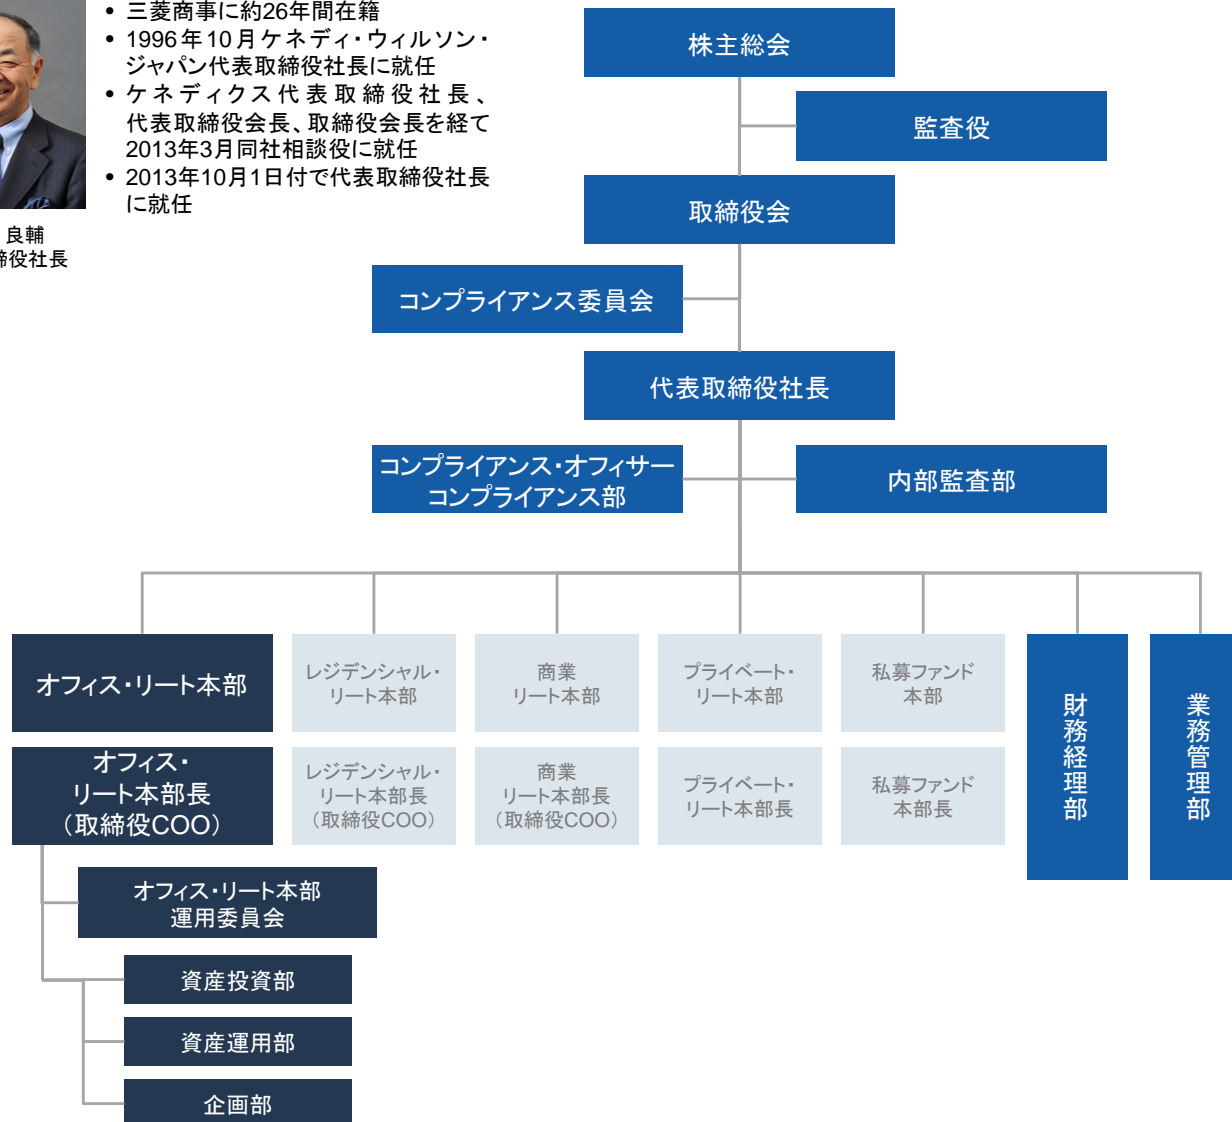 • 三菱商事に約26年間在籍
• 1996年10月ケネディ・ウィルソン・
ジャパン代表取締役社長に就任
• ケネディクス代表取締役社長、
代表取締役会長、取締役会長を経て
2013年3月同社相談役に就任
• 2013年10月1日付で代表取締役社長
に就任
良輔
締役社長
株主総会
監査役
取締役会
コンプライアンス委員会
代表取締役社長
コンプライアンス・オフィサー
コンプライアンス部
内部監査部
オフィス・リート本部
レジデンシャル・
リート本部
商業
リート本部
プライベート・
リート本部
私募ファンド
本部
財務経理部
業務管理部
オフィス・
リート本部長
（取締役COO）
レジデンシャル・
リート本部長
（取締役COO）
商業
リート本部長
（取締役COO）
プライベート・
リート本部長
私募ファンド
本部長
オフィス・リート本部
運用委員会
資産投資部
資産運用部
企画部